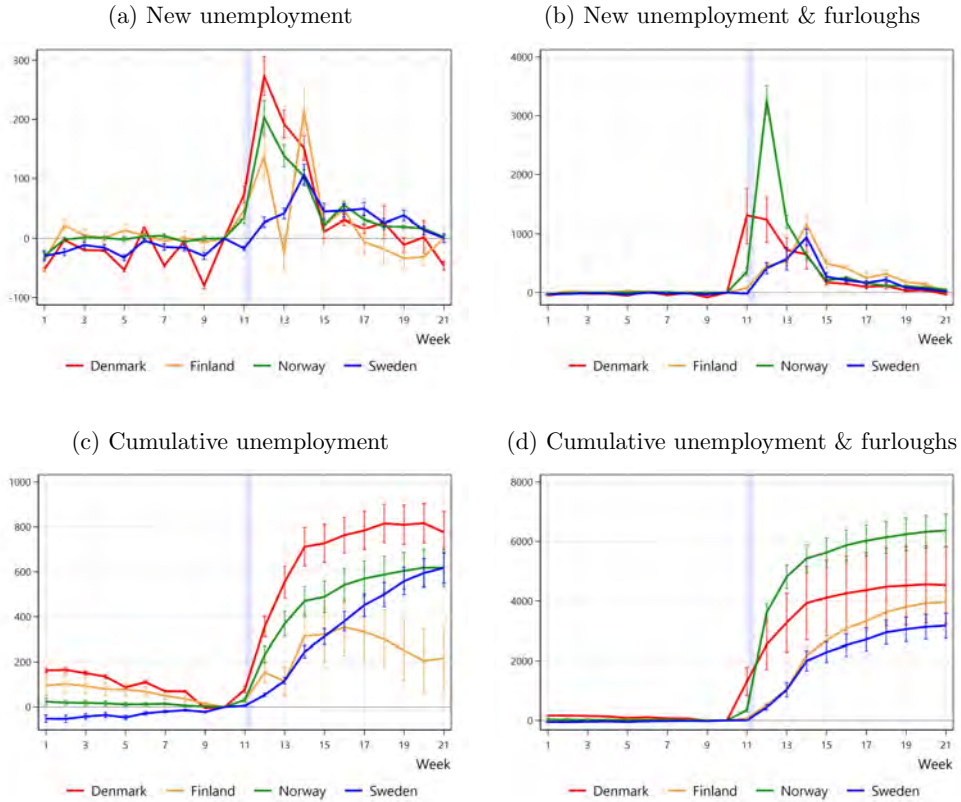 (a) New unemployment
300
200
100
0
-100
1 3 5 7 9 11 13 15 17 19 21
Week
Denmark Finland Norway Sweden
(b) New unemployment & furloughs
4000
3000
2000
1000
0
1 3 5 7 9 11 13 15 17 19 21
Week
Denmark Finland Norway Sweden
(c) Cumulative unemployment
1000
800
600
400
200
0
1 3 5 7 9 11 13 15 17 19 21
Week
Denmark Finland Norway Sweden
(d) Cumulative unemployment & furloughs
8000
6000
4000
2000
0
1 3 5 7 9 11 13 15 17 19 21
Week
Denmark Finland Norway Sweden